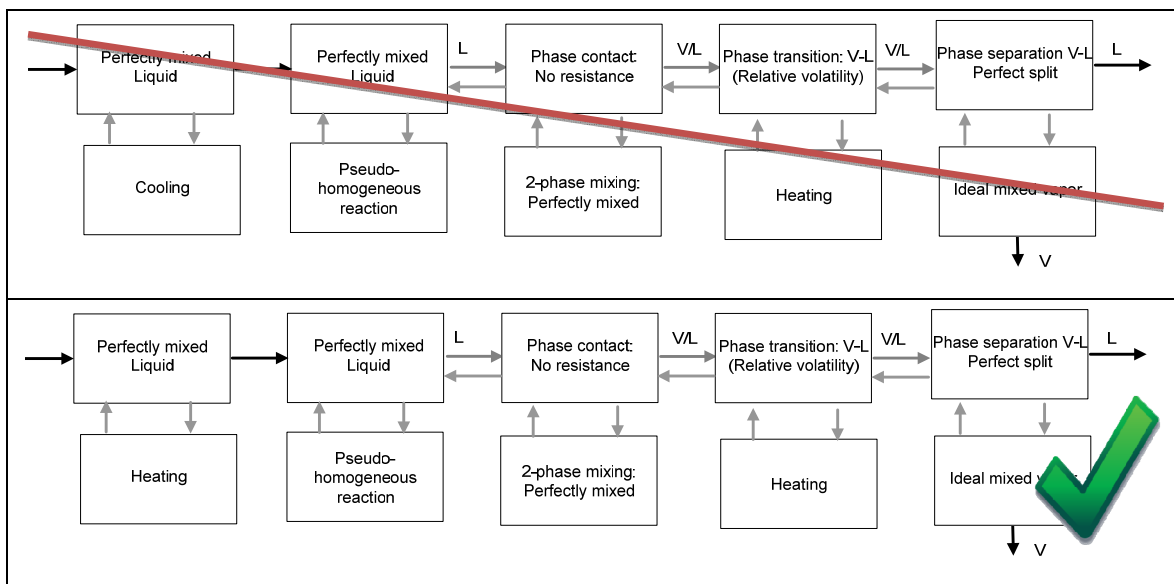 Perfectly mixed
Liquid
Perfectly mixed
Liquid
L
Phase contact:
No resistance
V/L
Phase transition: V-L
(Relative volatility)
V/L
Phase separation V-L
Perfect split
L
Cooling
Pseudo-
homogeneous
reaction
2-phase mixing:
Perfectly mixed
Heating
Ideal mixed vapor
V
Perfectly mixed
Liquid
Perfectly mixed
Liquid
L
Phase contact:
No resistance
V/L
Phase transition: V-L
(Relative volatility)
V/L
Phase separation V-L
Perfect split
L
Heating
Pseudo-
homogeneous
reaction
2-phase mixing:
Perfectly mixed
Heating
Ideal mixed
V